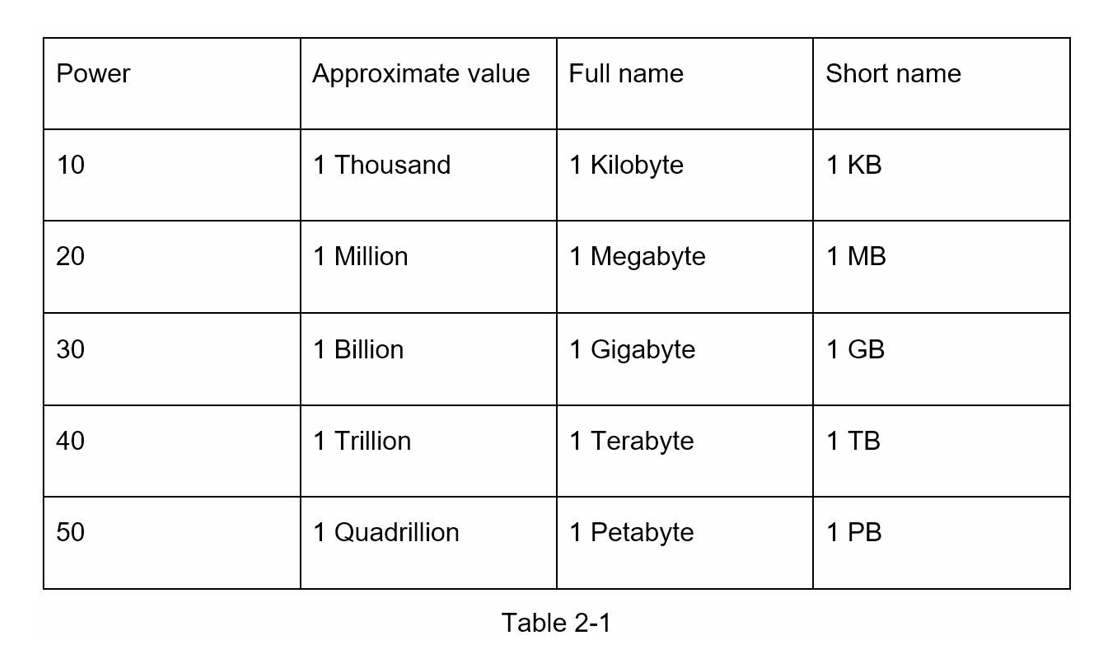 Power Approximate value Full name Short name
10 1 Thousand 1 Kilobyte 1 KB
20 1 Million 1 Megabyte 1 MB
30 1 Billion 1 Gigabyte 1 GB
40 1 Trillion 1 Terabyte 1 TB
50 1 Quadrillion 1 Petabyte 1 PB
Table 2-1